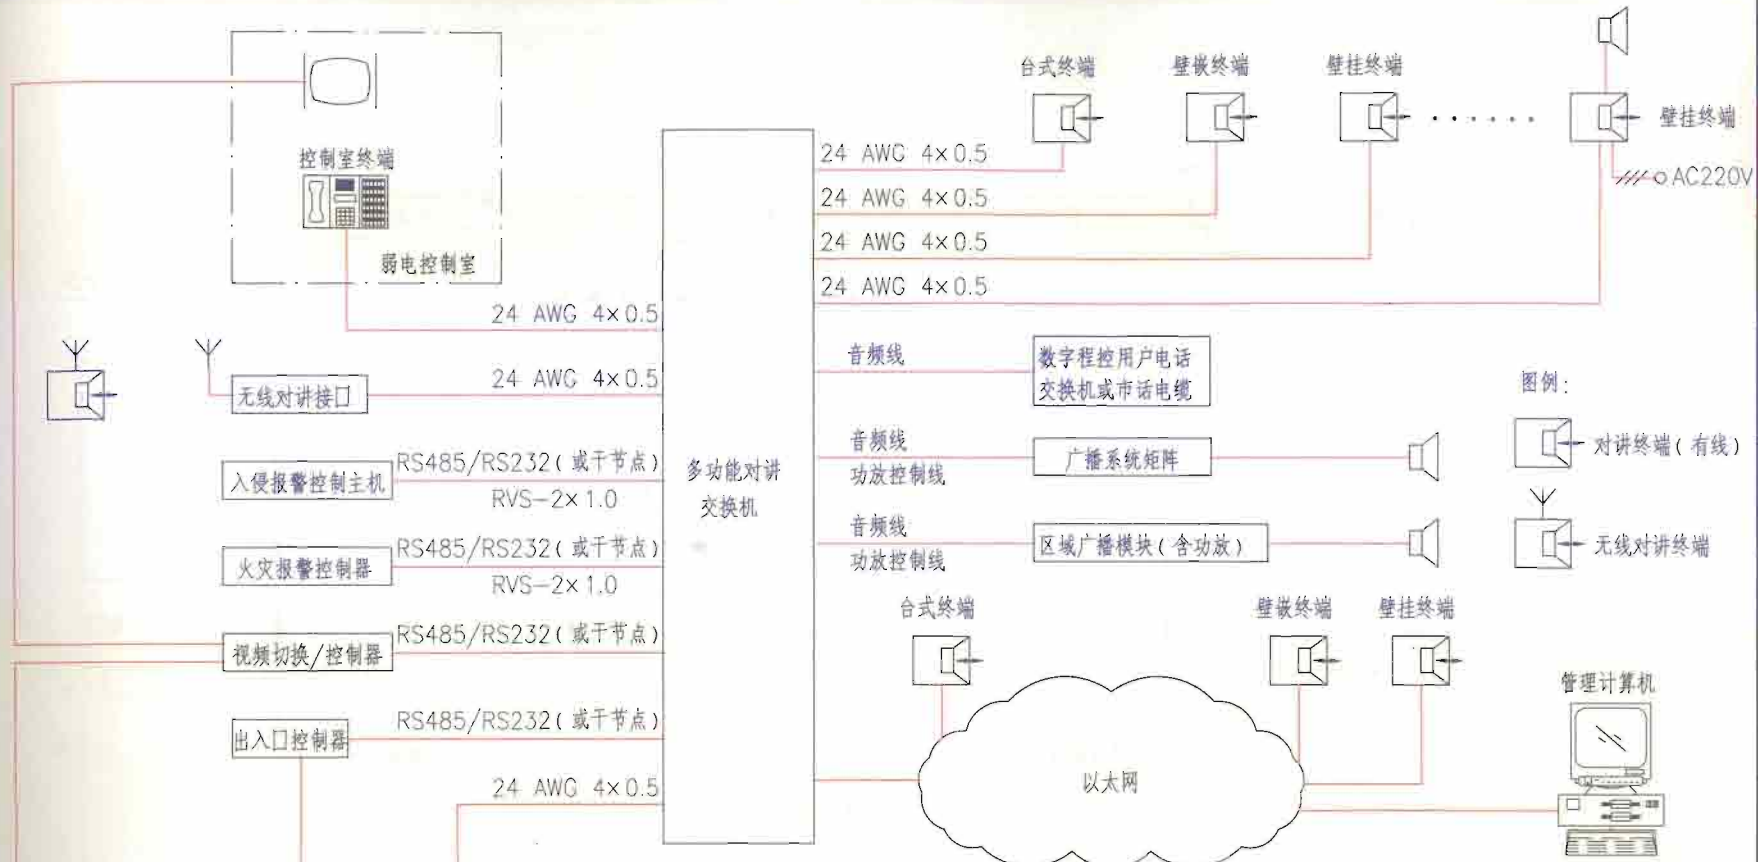 台式终端
壁嵌终端
壁挂终端
壁挂终端
AC220V
控制室终端
弱电控制室
24 AWG 4×0.5
24 AWG 4×0.5
24 AWG 4×0.5
24 AWG 4×0.5
24 AWG 4×0.5
无线对讲接口
24 AWG 4×0.5
入侵报警控制主机
RS485/RS232(或干节点)
RVS-2×1.0
火灾报警控制器
RS485/RS232(或干节点)
RVS-2×1.0
视频切换/控制器
RS485/RS232(或干节点)
出入口控制器
RS485/RS232(或干节点)
24 AWG 4×0.5
多功能对讲
交换机
音频线
数字程控用户电话
交换机或市话电缆
音频线
功放控制线
广播系统矩阵
音频线
功放控制线
区域广播模块(含功放)
图例:
对讲终端(有线)
无线对讲终端
台式终端
壁嵌终端
壁挂终端
以太网
管理计算机